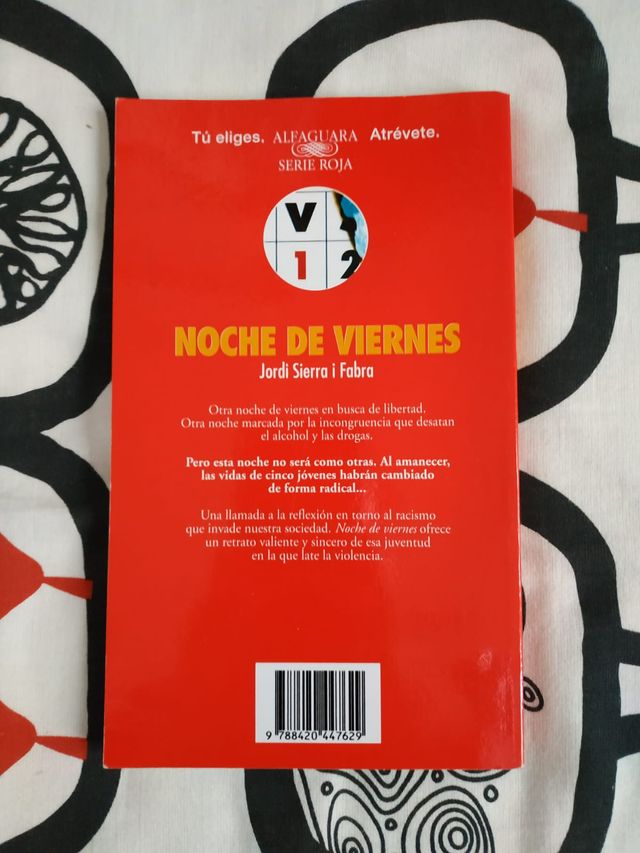 Tú eliges. ALFAGUARA Atrévete.
SERIE ROJA
V
1 2
NOCHE DE VIERNES
Jordi Sierra i Fabra
Otra noche de viernes en busca de libertad.
Otra noche marcada por la incongruencia que desatan
el alcohol y las drogas.
Pero esta noche no será como otras. Al amanecer,
las vidas de cinco jóvenes habrán cambiado
de forma radical...
Una llamada a la reflexión en torno al racismo
que invade nuestra sociedad. Noche de viernes ofrece
un retrato valiente y sincero de esa juventud
en la que late la violencia.
9 788420 447629